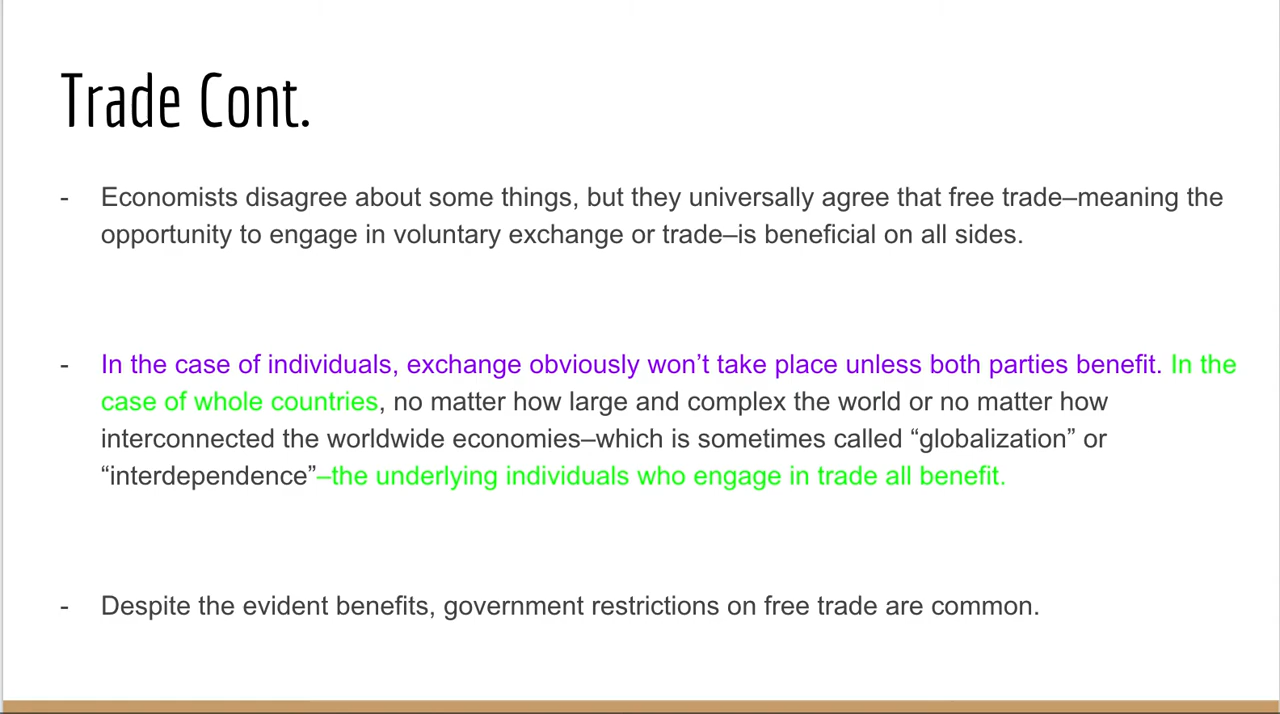 Trade Cont.
- Economists disagree about some things, but they universally agree that free trade–meaning the
opportunity to engage in voluntary exchange or trade–is beneficial on all sides.
- In the case of individuals, exchange obviously won’t take place unless both parties benefit. In the
case of whole countries, no matter how large and complex the world or no matter how
interconnected the worldwide economies–which is sometimes called “globalization” or
“interdependence”–the underlying individuals who engage in trade all benefit.
- Despite the evident benefits, government restrictions on free trade are common.